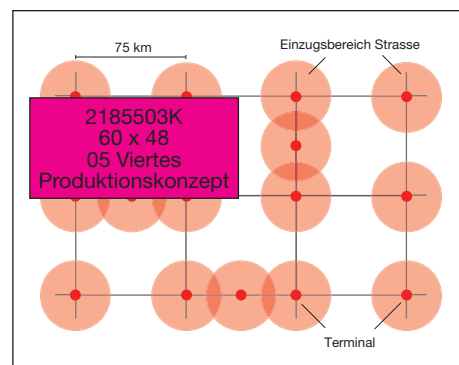 75 km
Einzugsbereich Strasse
2185503K
60 x 48
05 Viertes
Produktionskonzept
Terminal